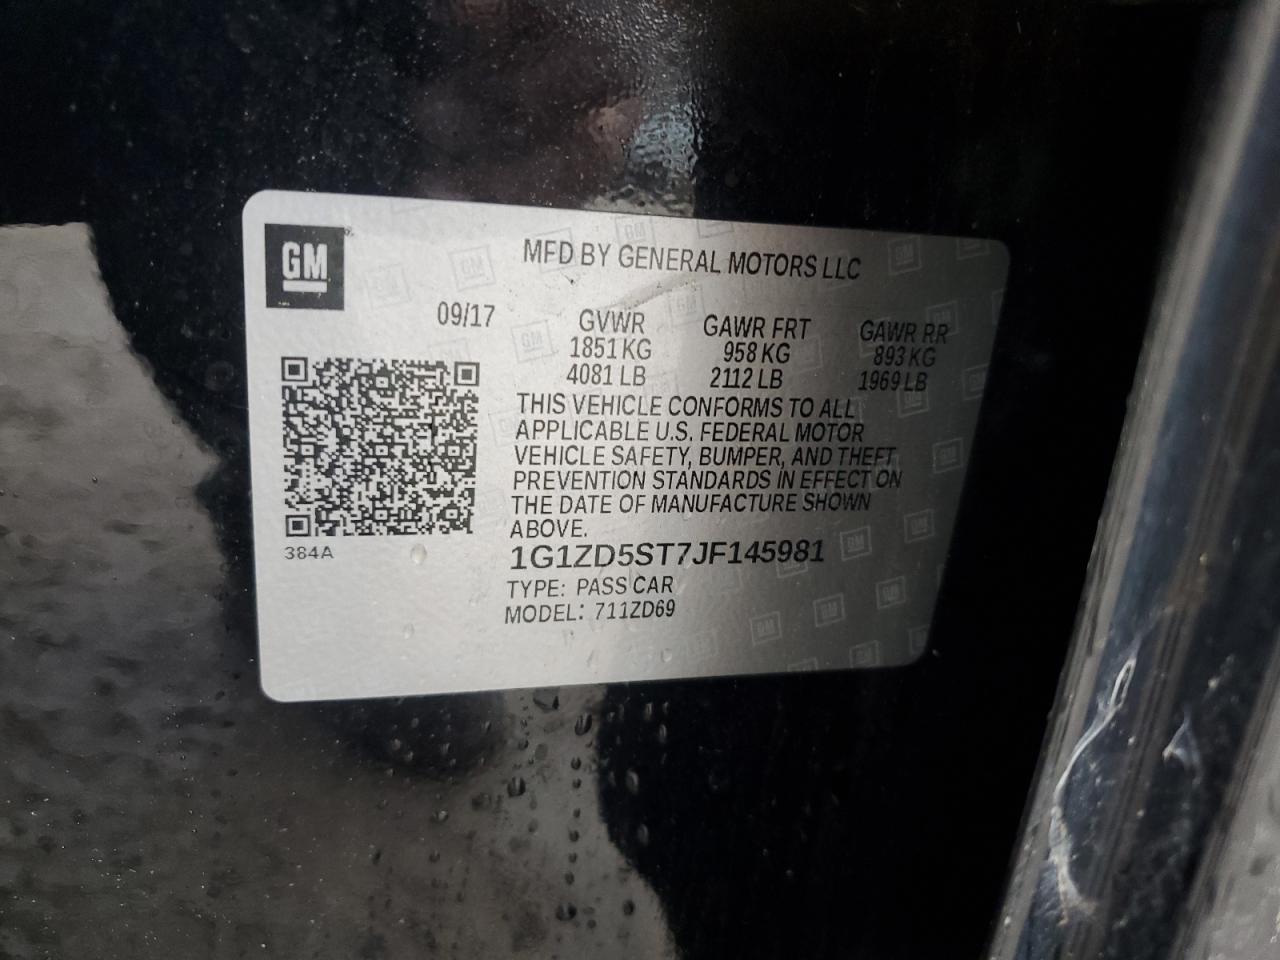 GM
MFD BY GENERAL MOTORS LLC
09/17
GVWR GAWR FRT GAWR RR
1851 KG 958 KG 893 KG
4081 LB 2112 LB 1969 LB
THIS VEHICLE CONFORMS TO ALL
APPLICABLE U.S. FEDERAL MOTOR
VEHICLE SAFETY, BUMPER, AND THEFT
PREVENTION STANDARDS IN EFFECT ON
THE DATE OF MANUFACTURE SHOWN
ABOVE.
384A
1G1ZD5ST7JF145981
TYPE: PASS CAR
MODEL: 711ZD69